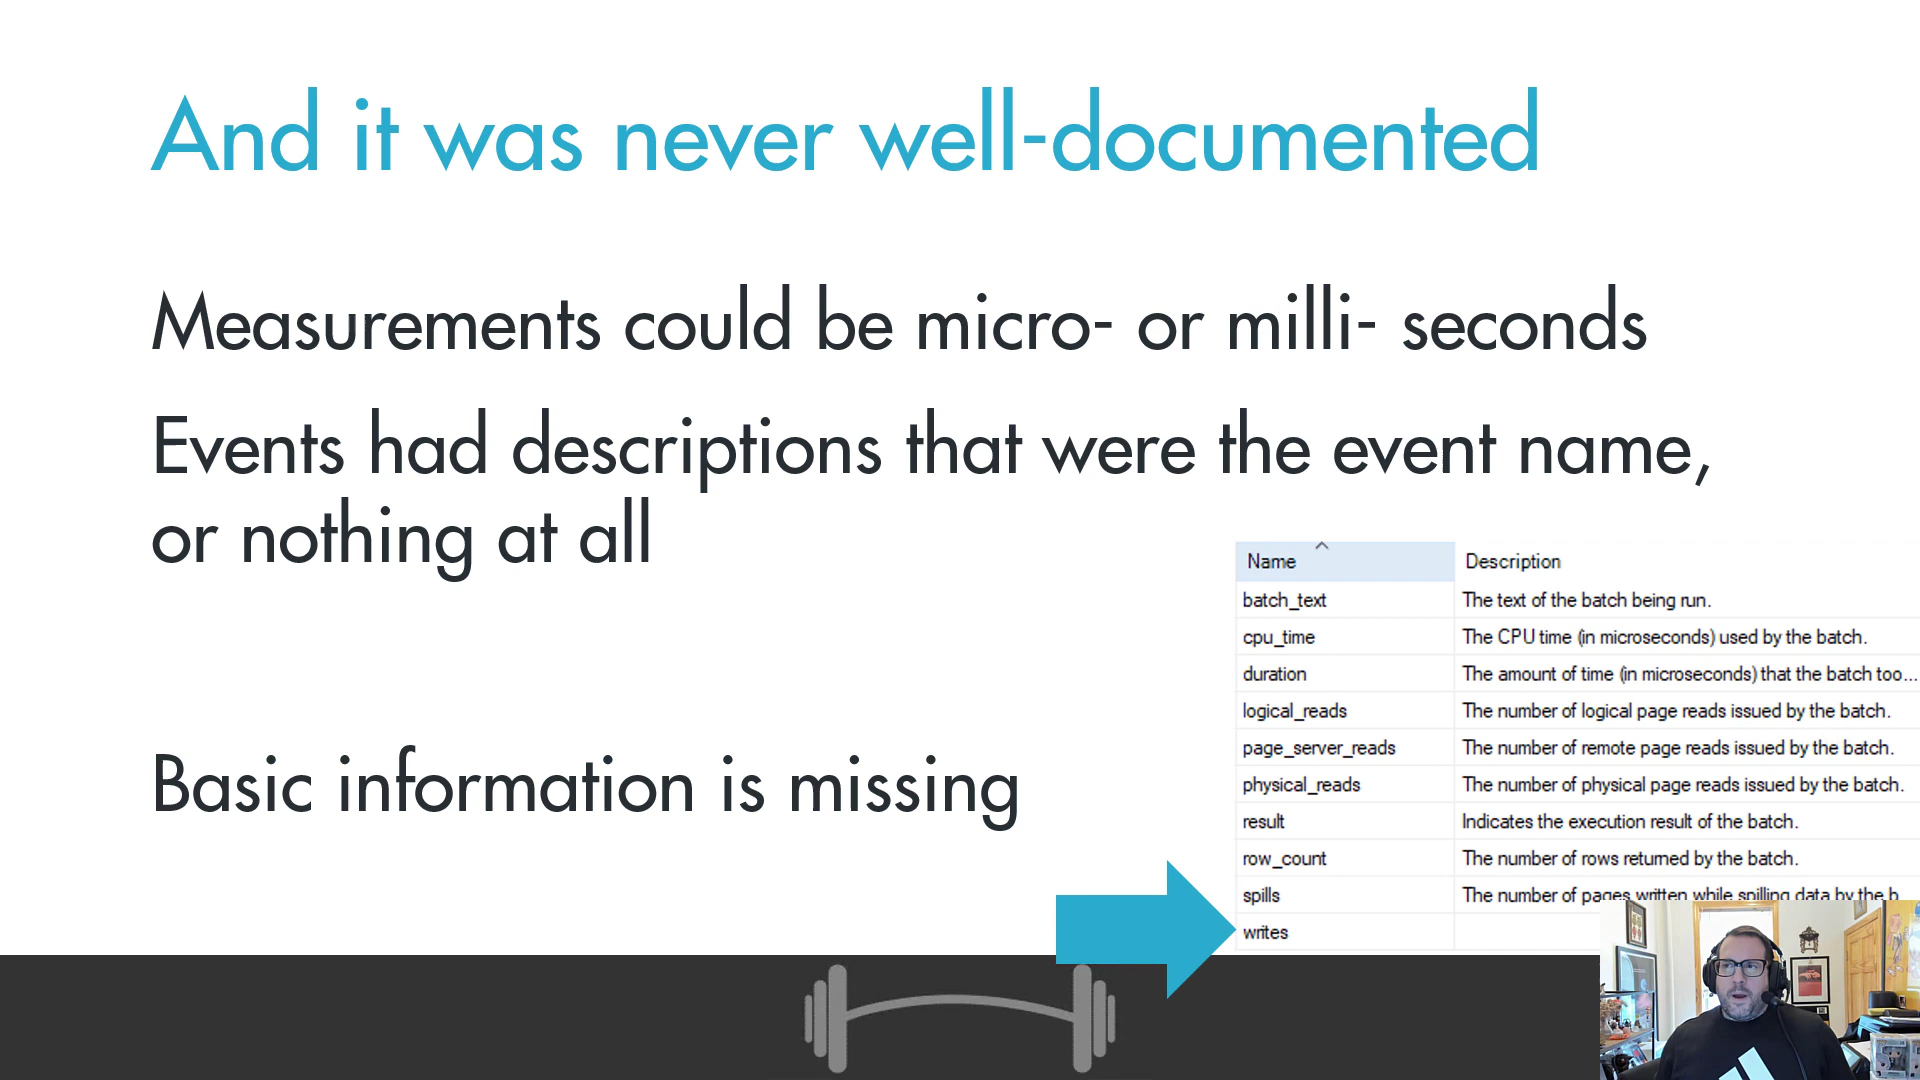 And it was never well-documented
Measurements could be micro- or milli- seconds
Events had descriptions that were the event name,
or nothing at all
Basic information is missing
Name Description
batch_text The text of the batch being run.
cpu_time The CPU time (in microseconds) used by the batch.
duration The amount of time (in microseconds) that the batch too...
logical_reads The number of logical page reads issued by the batch.
page_server_reads The number of remote page reads issued by the batch.
physical_reads The number of physical page reads issued by the batch.
result Indicates the execution result of the batch.
row_count The number of rows returned by the batch.
spills The number of pages written while spilling data by the b
writes